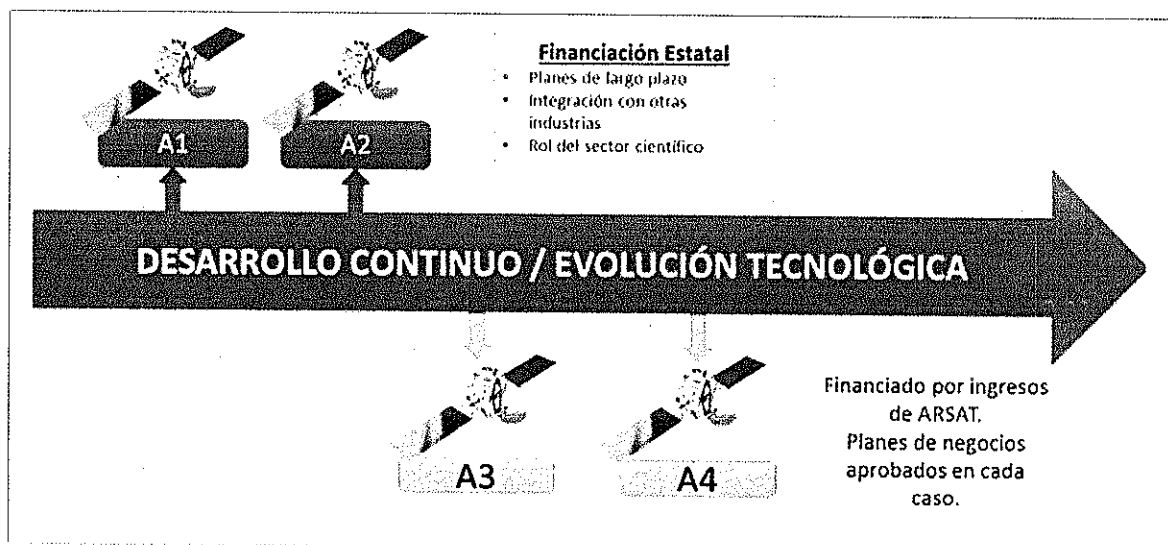 Financiación Estatal
• Planes de largo plazo
• Integración con otras
industrias
• Rol del sector científico
A1
A2
DESARROLLO CONTINUO / EVOLUCIÓN TECNOLÓGICA
A3
A4
Financiado por ingresos
de ARSAT.
Planes de negocios
aprobados en cada
caso.